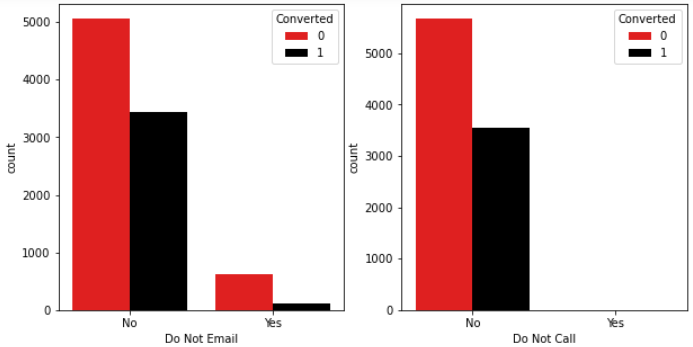 Converted
0
1
5000
4000
3000
2000
1000
0
count
No
Yes
Do Not Email
Converted
0
1
5000
4000
3000
2000
1000
0
count
No
Yes
Do Not Call